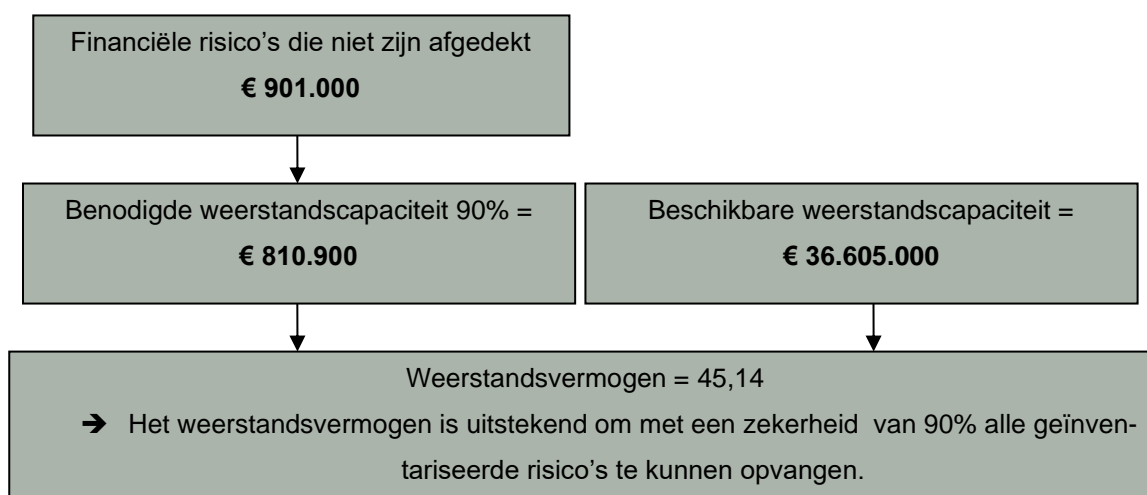 Financiële risico’s die niet zijn afgedekt
€ 901.000
Benodigde weerstandscapaciteit 90% =
€ 810.900
Beschikbare weerstandscapaciteit =
€ 36.605.000
Weerstandsvermogen = 45,14
➔ Het weerstandsvermogen is uitstekend om met een zekerheid van 90% alle geïnven-
tariseerde risico’s te kunnen opvangen.